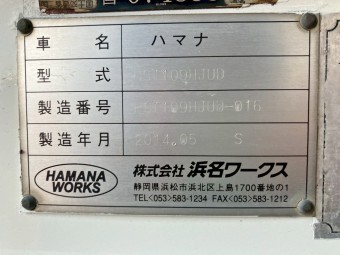 車名 ハマナ
型式
製造番号
製造年月 2014.05 S
HAMANA WORKS
株式会社 浜名ワークス
静岡県浜松市浜北区上島1700番地の1
TEL<053>583-1234 FAX<053>583-1212